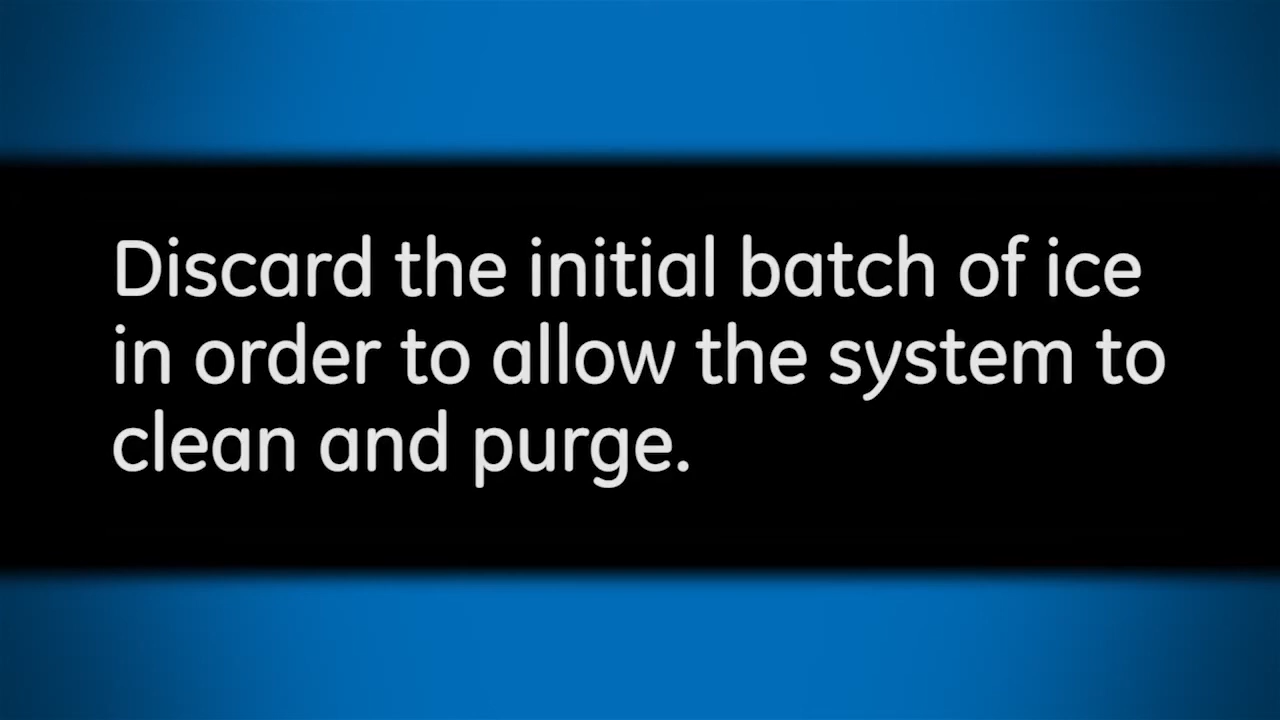 Discard the initial batch of ice
in order to allow the system to
clean and purge.